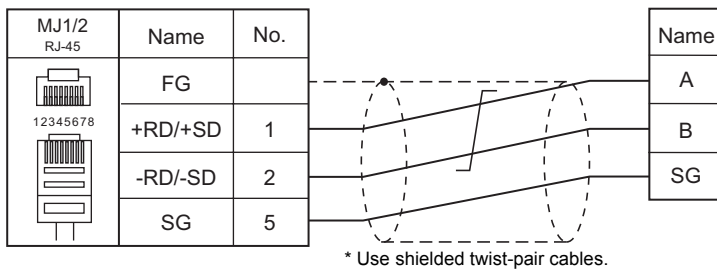 MJ1/2
RJ-45
Name
No.
Name
FG
A
12345678
+RD/+SD
1
B
-RD/-SD
2
SG
SG
5
* Use shielded twist-pair cables.